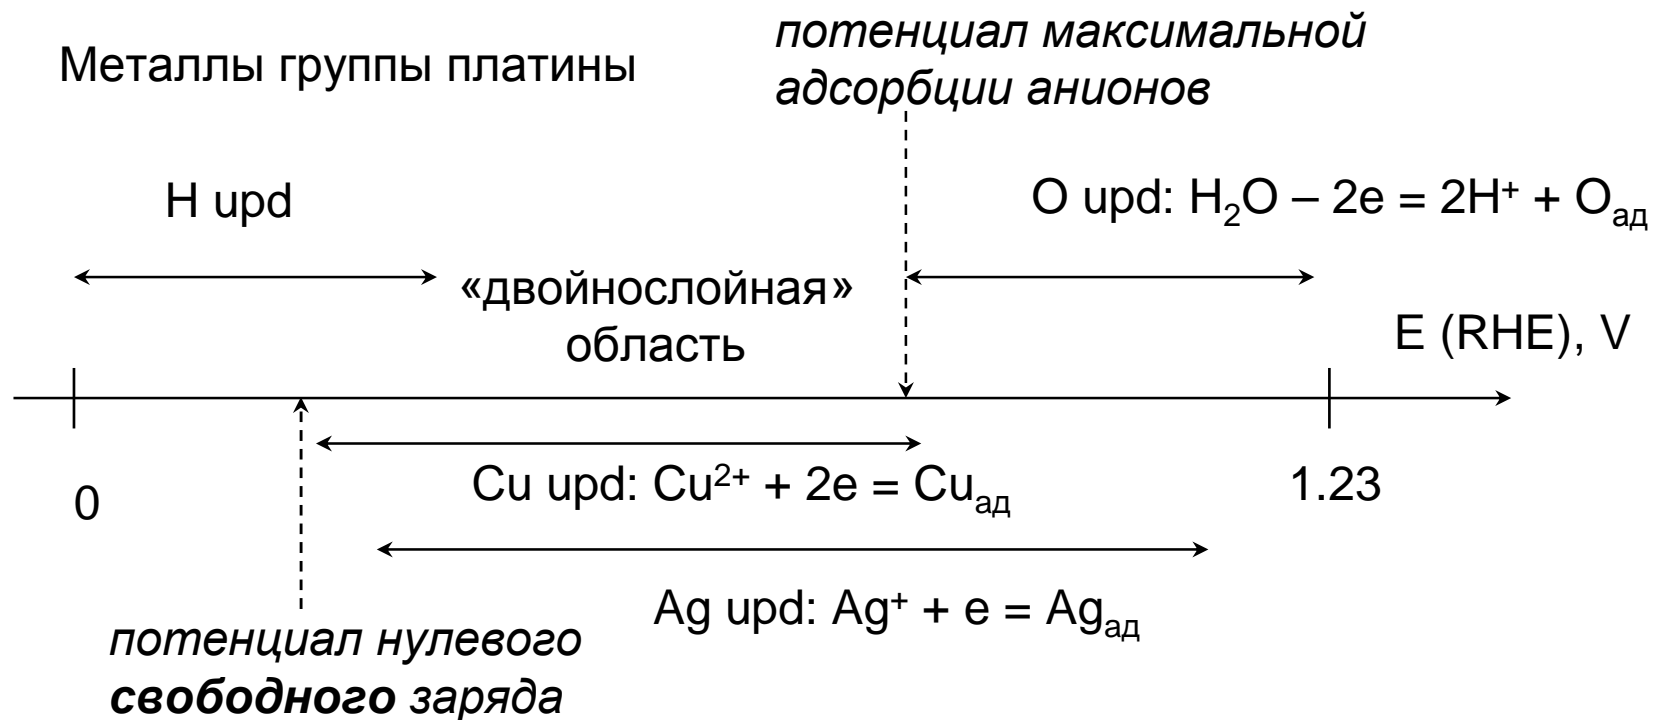 Металлы группы платины
потенциал максимальной
адсорбции анионов
H upd
O upd: H₂O – 2e = 2H⁺ + Oₐд
«двойнослойная»
область
E (RHE), V
0
Cu upd: Cu²⁺ + 2e = Cuад
1.23
Ag upd: Ag⁺ + e = Agад
потенциал нулевого
свободного заряда